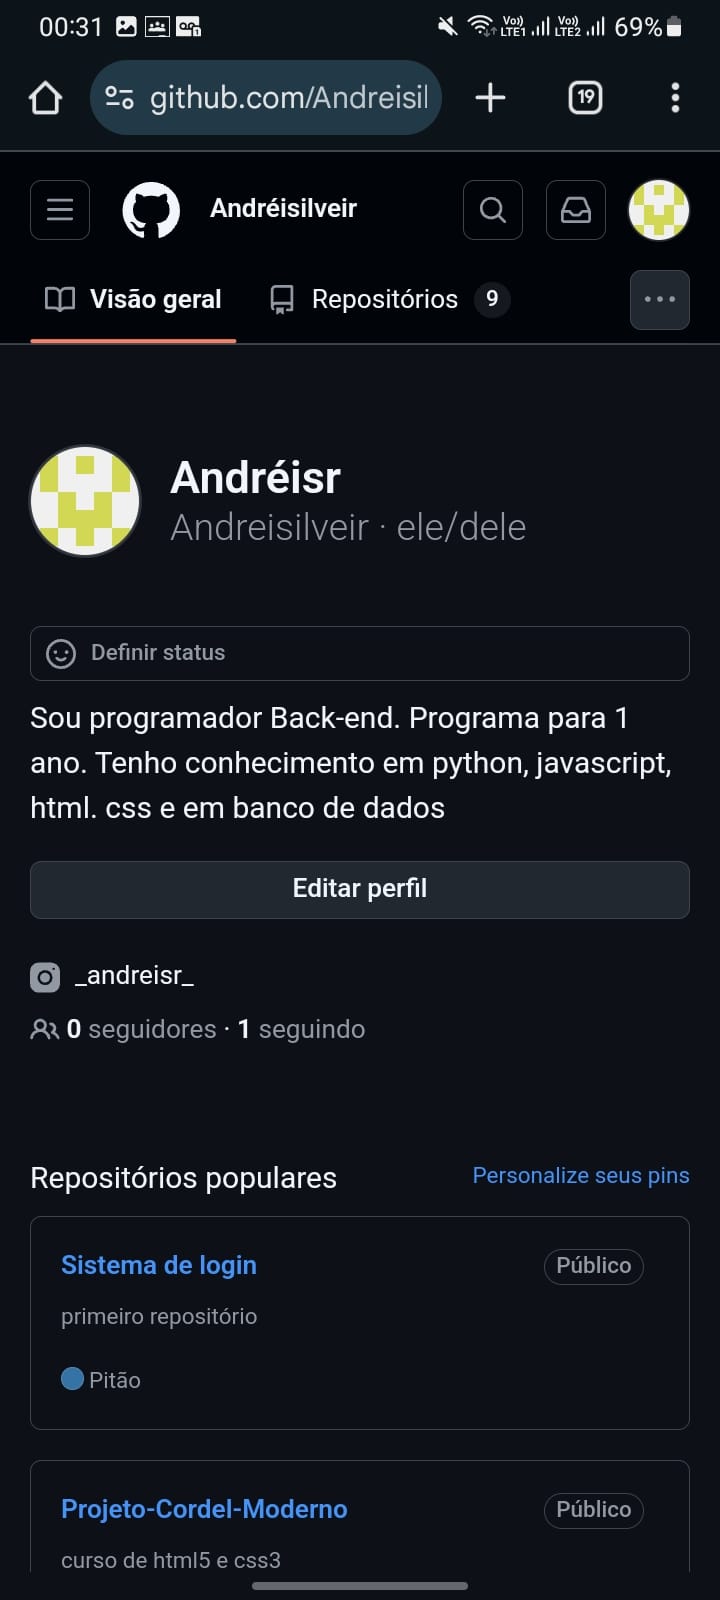 00:31
Vo)) LTE1 Vo)) LTE2 69%
github.com/Andreisil
19
Andréisilveir
Visão geral Repositórios 9
Andréisr
Andreisilveir · ele/dele
Definir status
Sou programador Back-end. Programa para 1
ano. Tenho conhecimento em python, javascript,
html. css e em banco de dados
Editar perfil
_andreisr_
0 seguidores · 1 seguindo
Repositórios populares Personalize seus pins
Sistema de login Público
primeiro repositório
Pitão
Projeto-Cordel-Moderno Público
curso de html5 e css3